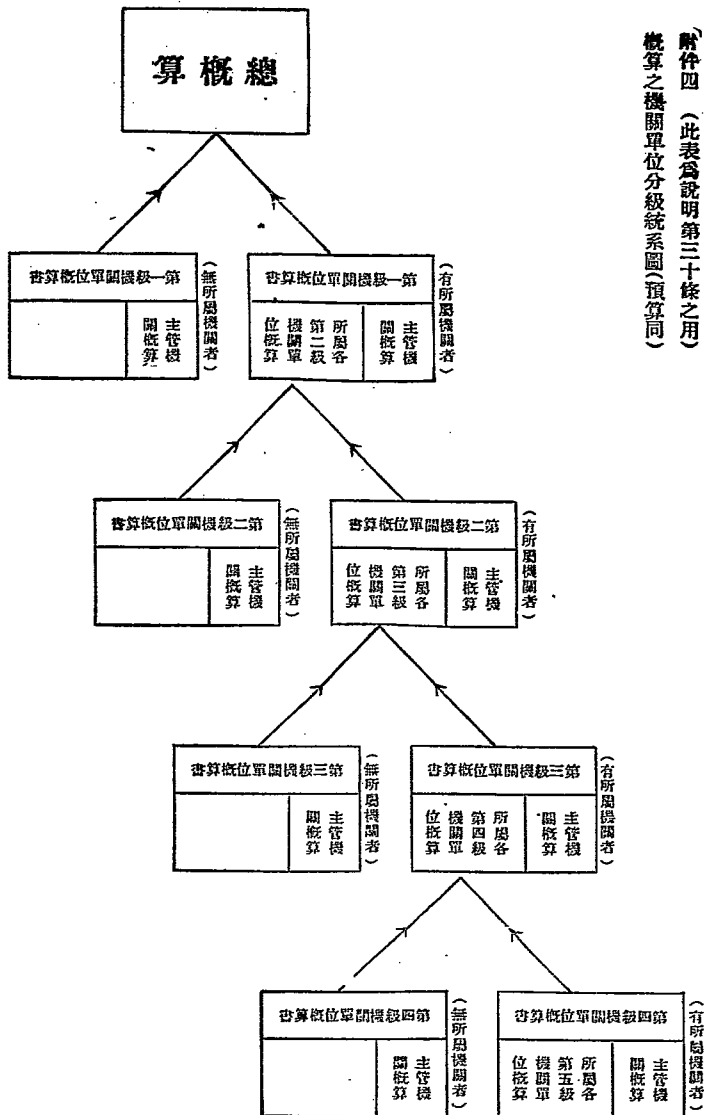 附件四　（此表爲說明第三十條之用）
概算之機關單位分級統系圖（預算同）
總概算
（有所屬機關者）
第一級機關單位概算書
主管機
關概算
所屬各
第二級
機關單
位概算
（無所屬機關者）
第一級機關單位概算書
主管機
關概算
（有所屬機關者）
第二級機關單位概算書
主管機
關概算
所屬各
第三級
機關單
位概算
（無所屬機關者）
第二級機關單位概算書
主管機
關概算
（有所屬機關者）
第三級機關單位概算書
主管機
關概算
所屬各
第四級
機關單
位概算
（無所屬機關者）
第三級機關單位概算書
主管機
關概算
（有所屬機關者）
第四級機關單位概算書
主管機
關概算
所屬各
第五級
機關單
位概算
（無所屬機關者）
第四級機關單位概算書
主管機
關概算